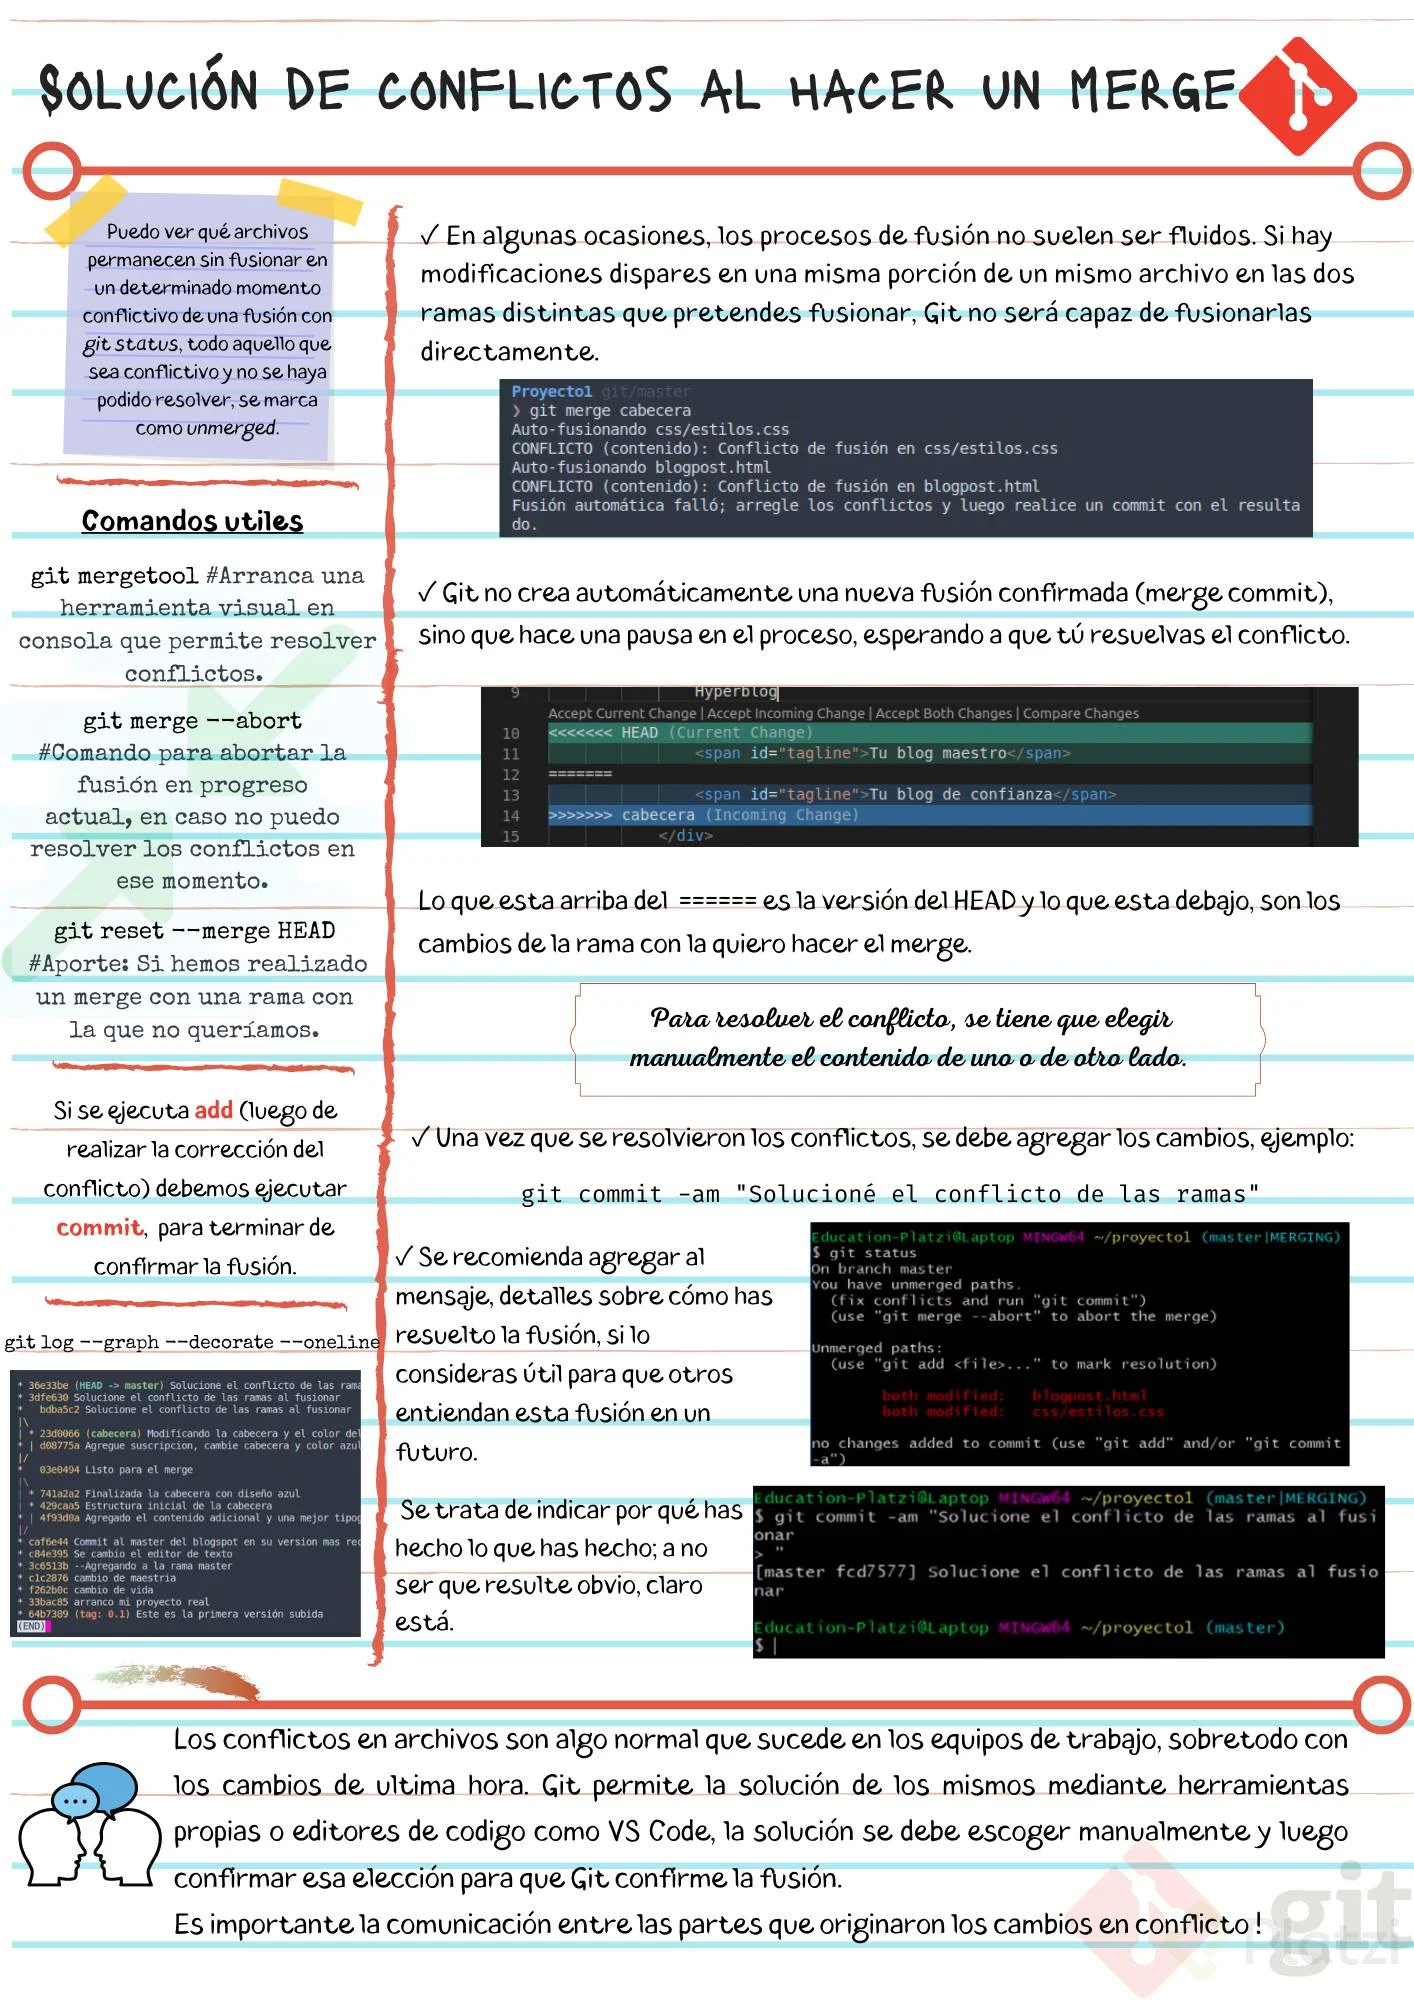 SOLUCIÓN DE CONFLICTOS AL HACER UN MERGE
Puedo ver qué archivos
permanecen sin fusionar en
un determinado momento
conflictivo de una fusión con
git status, todo aquello que
sea conflictivo y no se haya
podido resolver, se marca
como unmerged.
Comandos utiles
git mergetool #Arranca una
herramienta visual en
consola que permite resolver
conflictos.
git merge --abort
#Comando para abortar la
fusión en progreso
actual, en caso no puedo
resolver los conflictos en
ese momento.
git reset --merge HEAD
#Aporte: Si hemos realizado
un merge con una rama con
la que no queríamos.
Si se ejecuta add (luego de
realizar la corrección del
conflicto) debemos ejecutar
commit, para terminar de
confirmar la fusión.
git log --graph --decorate --oneline
* 36e33be (HEAD -> master) Solucione el conflicto de las rama
* 3dfe630 Solucione el conflicto de las ramas al fusionar
*   bdba5c2 Solucione el conflicto de las ramas al fusionar
|\
| * 23d0066 (cabecera) Modificando la cabecera y el color del
* | d08775a Agregue suscripcion, cambie cabecera y color azul
|/
*   03e0494 Listo para el merge
|\
| * 741a2a2 Finalizada la cabecera con diseño azul
| * 429caa5 Estructura inicial de la cabecera
* | 4f93d0a Agregado el contenido adicional y una mejor tipog
|/
* caf6e44 Commit al master del blogspot en su version mas rec
* c84e395 Se cambio el editor de texto
* 3c6513b --Agregando a la rama master
* c1c2876 cambio de maestria
* f262b0c cambio de vida
* 33bac85 arranco mi proyecto real
* 64b7389 (tag: 0.1) Este es la primera versión subida
(END)
✓ En algunas ocasiones, los procesos de fusión no suelen ser fluidos. Si hay
modificaciones dispares en una misma porción de un mismo archivo en las dos
ramas distintas que pretendes fusionar, Git no será capaz de fusionarlas
directamente.
Proyecto1 git/master
❯ git merge cabecera
Auto-fusionando css/estilos.css
CONFLICTO (contenido): Conflicto de fusión en css/estilos.css
Auto-fusionando blogpost.html
CONFLICTO (contenido): Conflicto de fusión en blogpost.html
Fusión automática falló; arregle los conflictos y luego realice un commit con el resulta
do.
✓ Git no crea automáticamente una nueva fusión confirmada (merge commit),
sino que hace una pausa en el proceso, esperando a que tú resuelvas el conflicto.
9 Hyperblog
Accept Current Change | Accept Incoming Change | Accept Both Changes | Compare Changes
10 <<<<<<< HEAD (Current Change)
11 <span id="tagline">Tu blog maestro</span>
12 =======
13 <span id="tagline">Tu blog de confianza</span>
14 >>>>>>> cabecera (Incoming Change)
15 </div>
Lo que esta arriba del ====== es la versión del HEAD y lo que esta debajo, son los
cambios de la rama con la quiero hacer el merge.
Para resolver el conflicto, se tiene que elegir
manualmente el contenido de uno o de otro lado.
✓ Una vez que se resolvieron los conflictos, se debe agregar los cambios, ejemplo:
git commit -am "Solucioné el conflicto de las ramas"
✓ Se recomienda agregar al
mensaje, detalles sobre cómo has
resuelto la fusión, si lo
consideras útil para que otros
entiendan esta fusión en un
futuro.
Se trata de indicar por qué has
hecho lo que has hecho; a no
ser que resulte obvio, claro
está.
Education-Platzi@Laptop MINGW64 ~/proyecto1 (master|MERGING)
$ git status
On branch master
You have unmerged paths.
(fix conflicts and run "git commit")
(use "git merge --abort" to abort the merge)
Unmerged paths:
(use "git add <file>..." to mark resolution)
both modified: blogpost.html
both modified: css/estilos.css
no changes added to commit (use "git add" and/or "git commit
-a")
Education-Platzi@Laptop MINGW64 ~/proyecto1 (master|MERGING)
$ git commit -am "Solucione el conflicto de las ramas al fusi
onar
> "
[master fcd7577] Solucione el conflicto de las ramas al fusio
nar
Education-Platzi@Laptop MINGW64 ~/proyecto1 (master)
$
Los conflictos en archivos son algo normal que sucede en los equipos de trabajo, sobretodo con
los cambios de ultima hora. Git permite la solución de los mismos mediante herramientas
propias o editores de codigo como VS Code, la solución se debe escoger manualmente y luego
confirmar esa elección para que Git confirme la fusión.
Es importante la comunicación entre las partes que originaron los cambios en conflicto !
git
Platzi